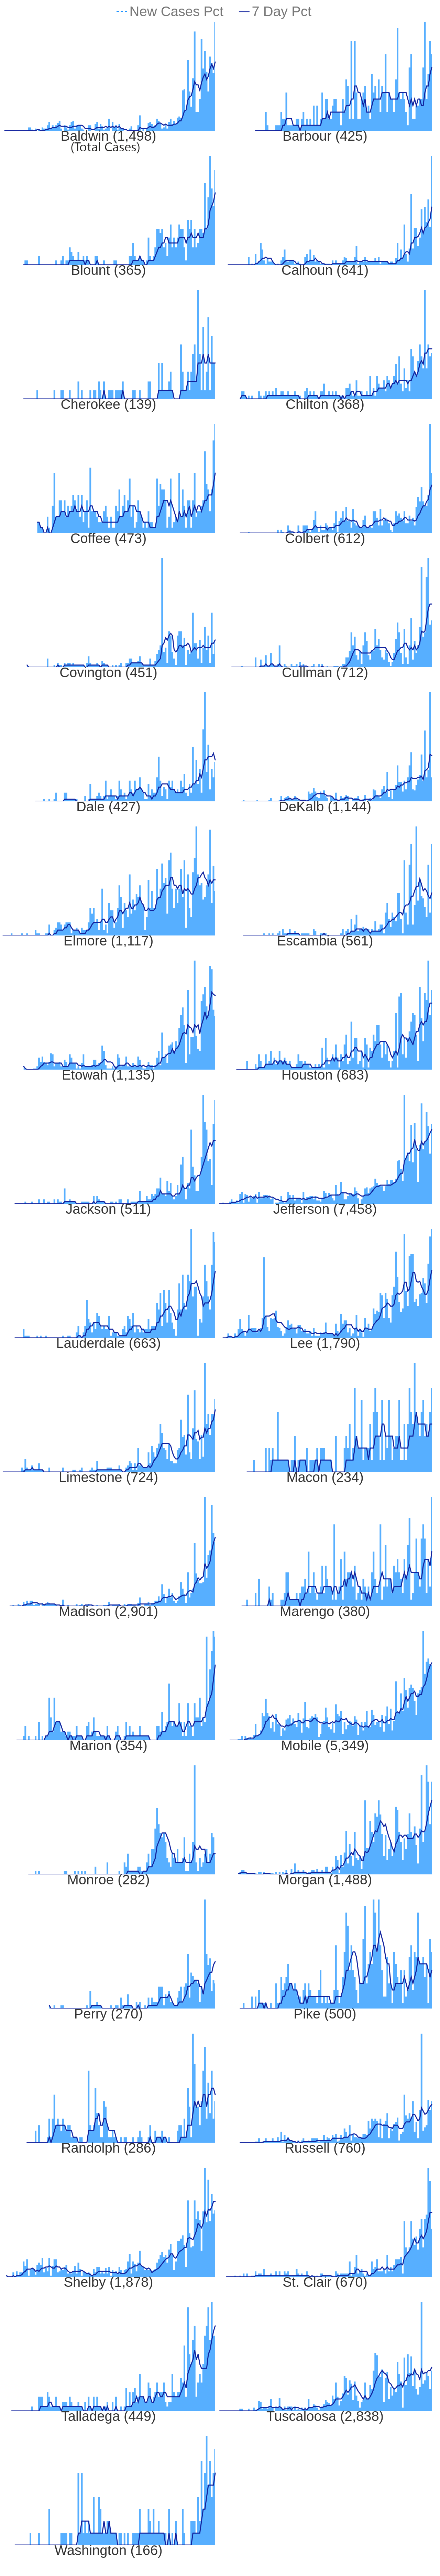 New Cases Pct 7 Day Pct
Baldwin (1,498) Barbour (425)
(Total Cases)
Blount (365) Calhoun (641)
Cherokee (139) Chilton (368)
Coffee (473) Colbert (612)
Covington (451) Cullman (712)
Dale (427) DeKalb (1,144)
Elmore (1,117) Escambia (561)
Etowah (1,135) Houston (683)
Jackson (511) Jefferson (7,458)
Lauderdale (663) Lee (1,790)
Limestone (724) Macon (234)
Madison (2,901) Marengo (380)
Marion (354) Mobile (5,349)
Monroe (282) Morgan (1,488)
Perry (270) Pike (500)
Randolph (286) Russell (760)
Shelby (1,878) St. Clair (670)
Talladega (449) Tuscaloosa (2,838)
Washington (166)